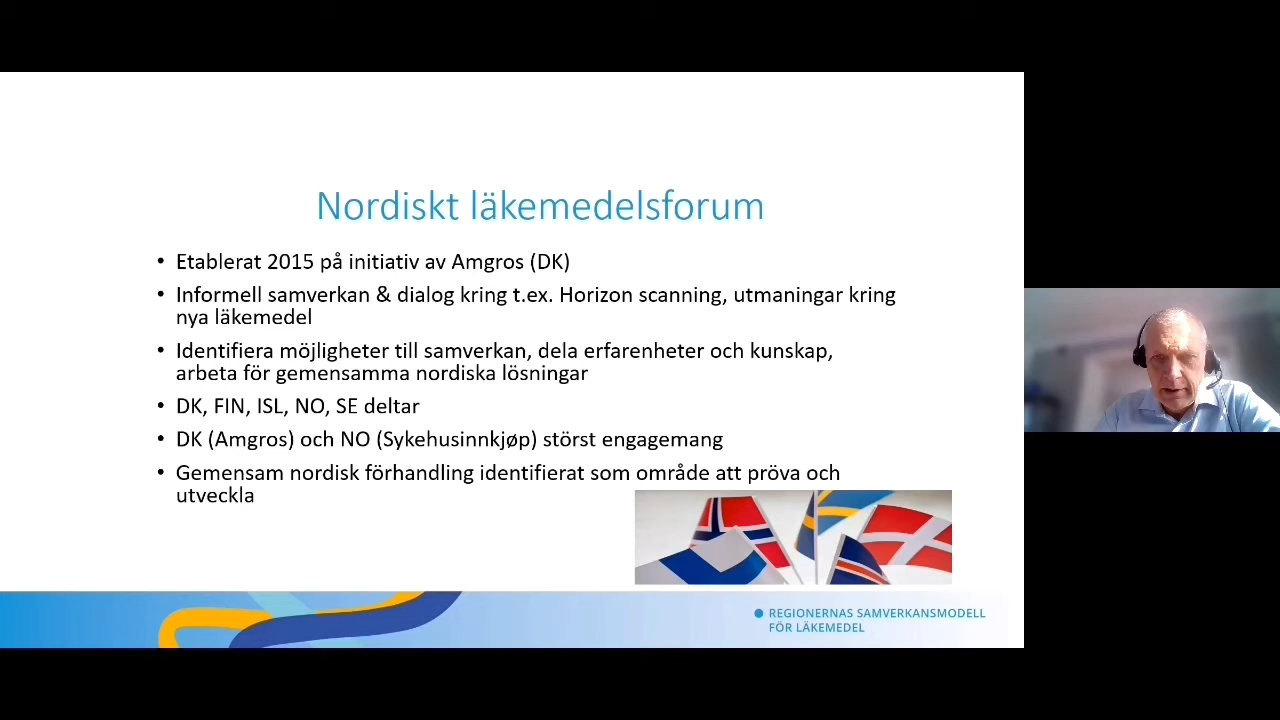 Nordiskt läkemedelsforum
• Etablerat 2015 på initiativ av Amgros (DK)
• Informell samverkan & dialog kring t.ex. Horizon scanning, utmaningar kring
nya läkemedel
• Identifiera möjligheter till samverkan, dela erfarenheter och kunskap,
arbeta för gemensamma nordiska lösningar
• DK, FIN, ISL, NO, SE deltar
• DK (Amgros) och NO (Sykehusinnkjøp) störst engagemang
• Gemensam nordisk förhandling identifierat som område att pröva och
utveckla
REGIONERNAS SAMVERKANSMODELL
FÖR LÄKEMEDEL